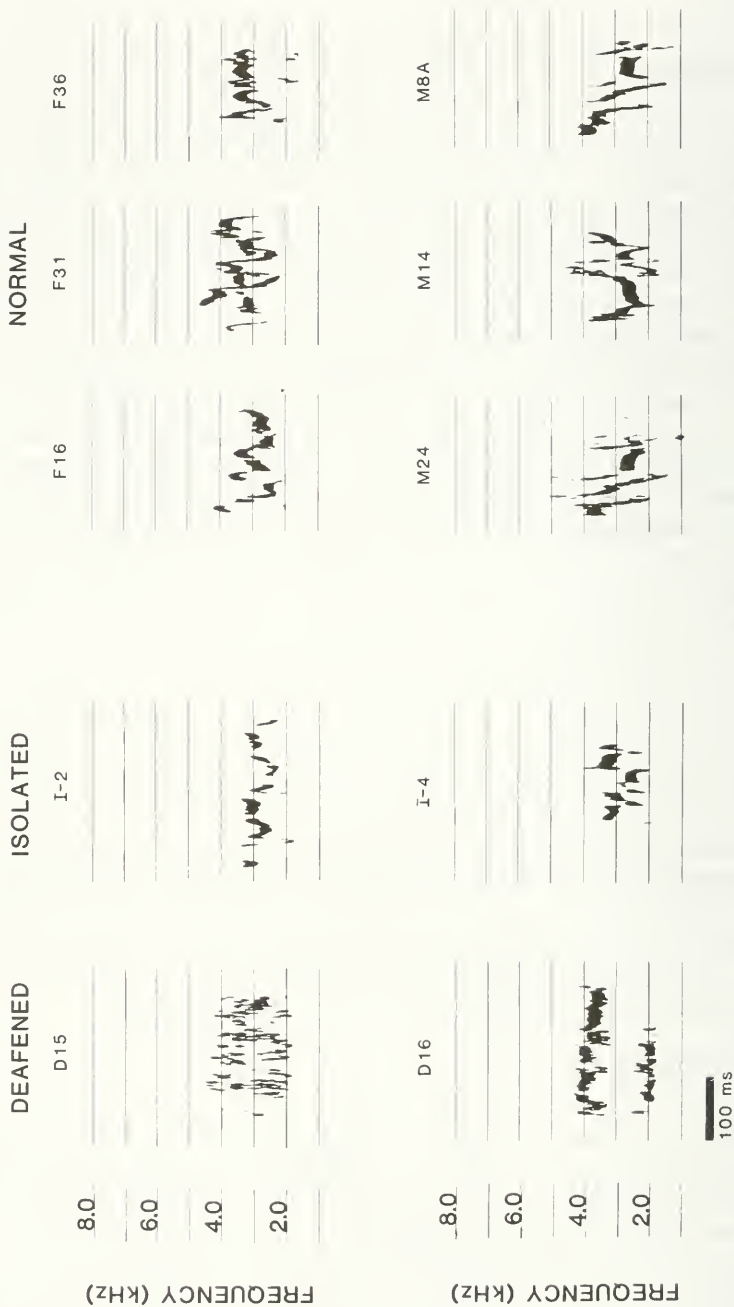 DEAFENED ISOLATED NORMAL
D15 I-2 F16 F31 F36
8.0
6.0
4.0
2.0
FREQUENCY (kHz)
D16 I-4 M24 M14 M8A
8.0
6.0
4.0
2.0
FREQUENCY (kHz)
100 ms